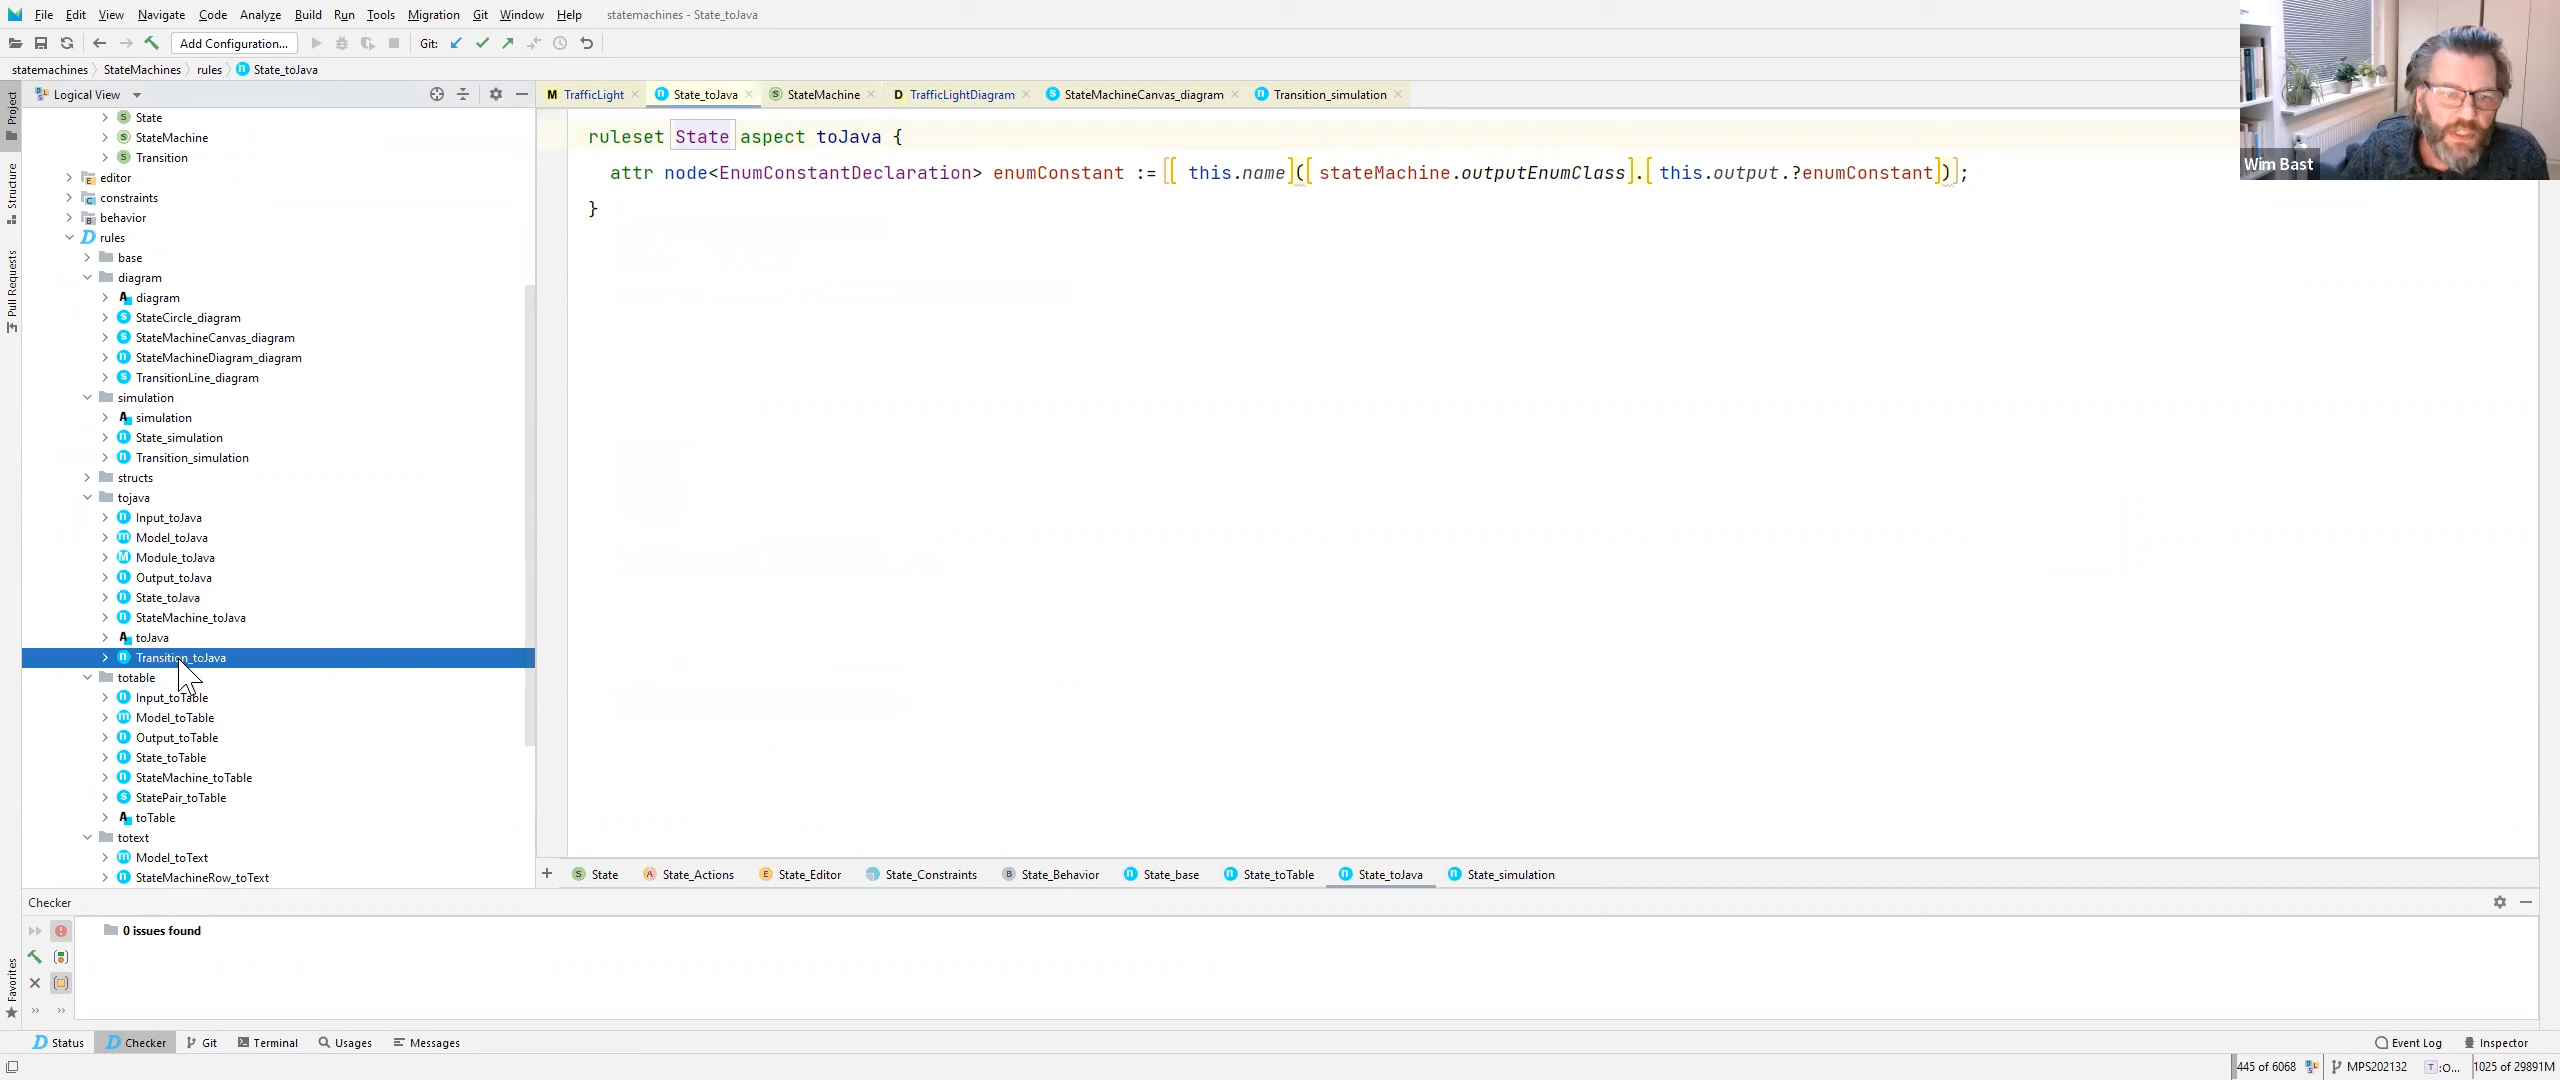 File Edit View Navigate Code Analyze Build Run Tools Migration Git Window Help statemachines - State_toJava
Add Configuration... Git:
statemachines StateMachines rules State_toJava
Project
Structure
Pull Requests
Favorites
Logical View
State
StateMachine
Transition
editor
constraints
behavior
rules
base
diagram
diagram
StateCircle_diagram
StateMachineCanvas_diagram
StateMachineDiagram_diagram
TransitionLine_diagram
simulation
simulation
State_simulation
Transition_simulation
structs
tojava
Input_toJava
Model_toJava
Module_toJava
Output_toJava
State_toJava
StateMachine_toJava
toJava
Transition_toJava
totable
Input_toTable
Model_toTable
Output_toTable
State_toTable
StateMachine_toTable
StatePair_toTable
toTable
totext
Model_toText
StateMachineRow_toText
TrafficLight State_toJava StateMachine TrafficLightDiagram StateMachineCanvas_diagram Transition_simulation
ruleset State aspect toJava {
attr node<EnumConstantDeclaration> enumConstant := [[ this.name]([ stateMachine.outputEnumClass].[ this.output.?enumConstant])];
}
State State_Actions State_Editor State_Constraints State_Behavior State_base State_toTable State_toJava State_simulation
Wim Bast
Checker
0 issues found
Status Checker Git Terminal Usages Messages Event Log Inspector
445 of 6068 MPS202132 T :O... 1025 of 29891M